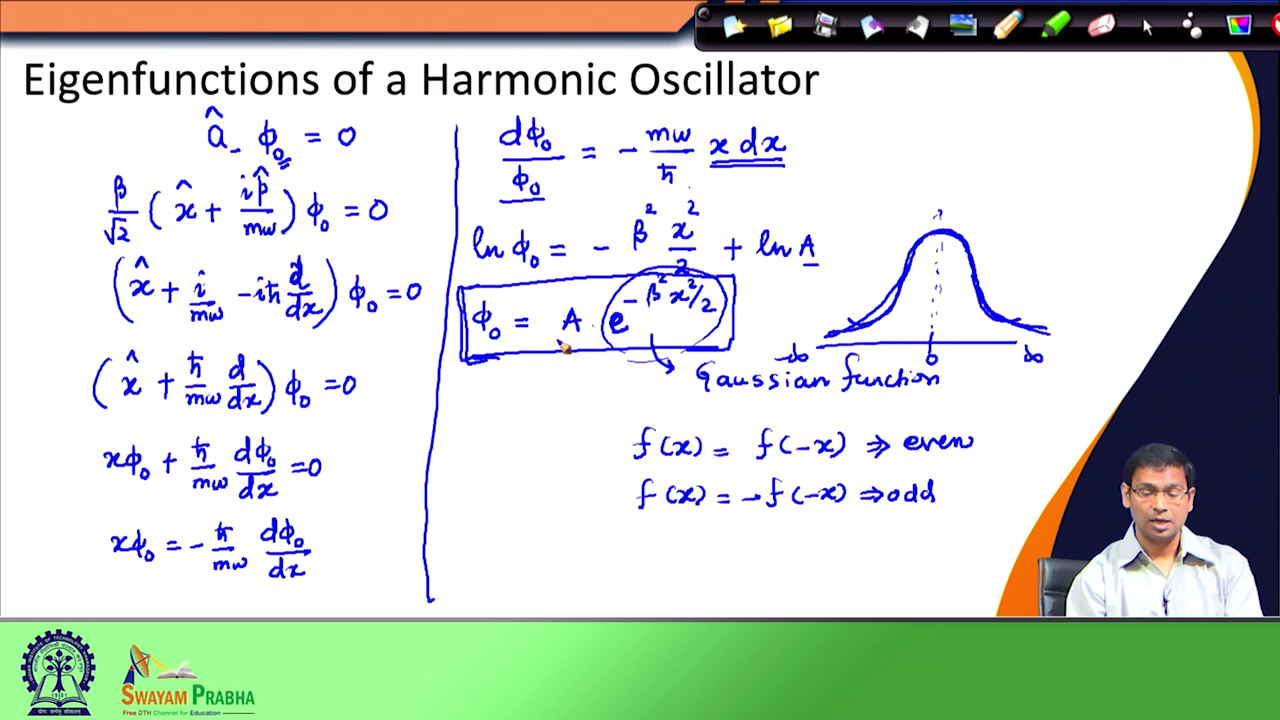 Eigenfunctions of a Harmonic Oscillator
â₋ ϕ₀ = 0
β/√2 ( x̂ + ip̂/mω ) ϕ₀ = 0
( x̂ + i/mω -iħ d/dx ) ϕ₀ = 0
( x̂ + ħ/mω d/dx ) ϕ₀ = 0
xϕ₀ + ħ/mω dϕ₀/dx = 0
xϕ₀ = - ħ/mω dϕ₀/dx
dϕ₀/ϕ₀ = - mω/ħ x dx
ln ϕ₀ = - β² x²/2 + ln A
ϕ₀ = A · e^(-β²x²/2)
Gaussian function
-∞ 0 ∞
f(x) = f(-x) ⇒ even
f(x) = -f(-x) ⇒ odd
SWAYAM PRABHA
Free DTH Channel for Education